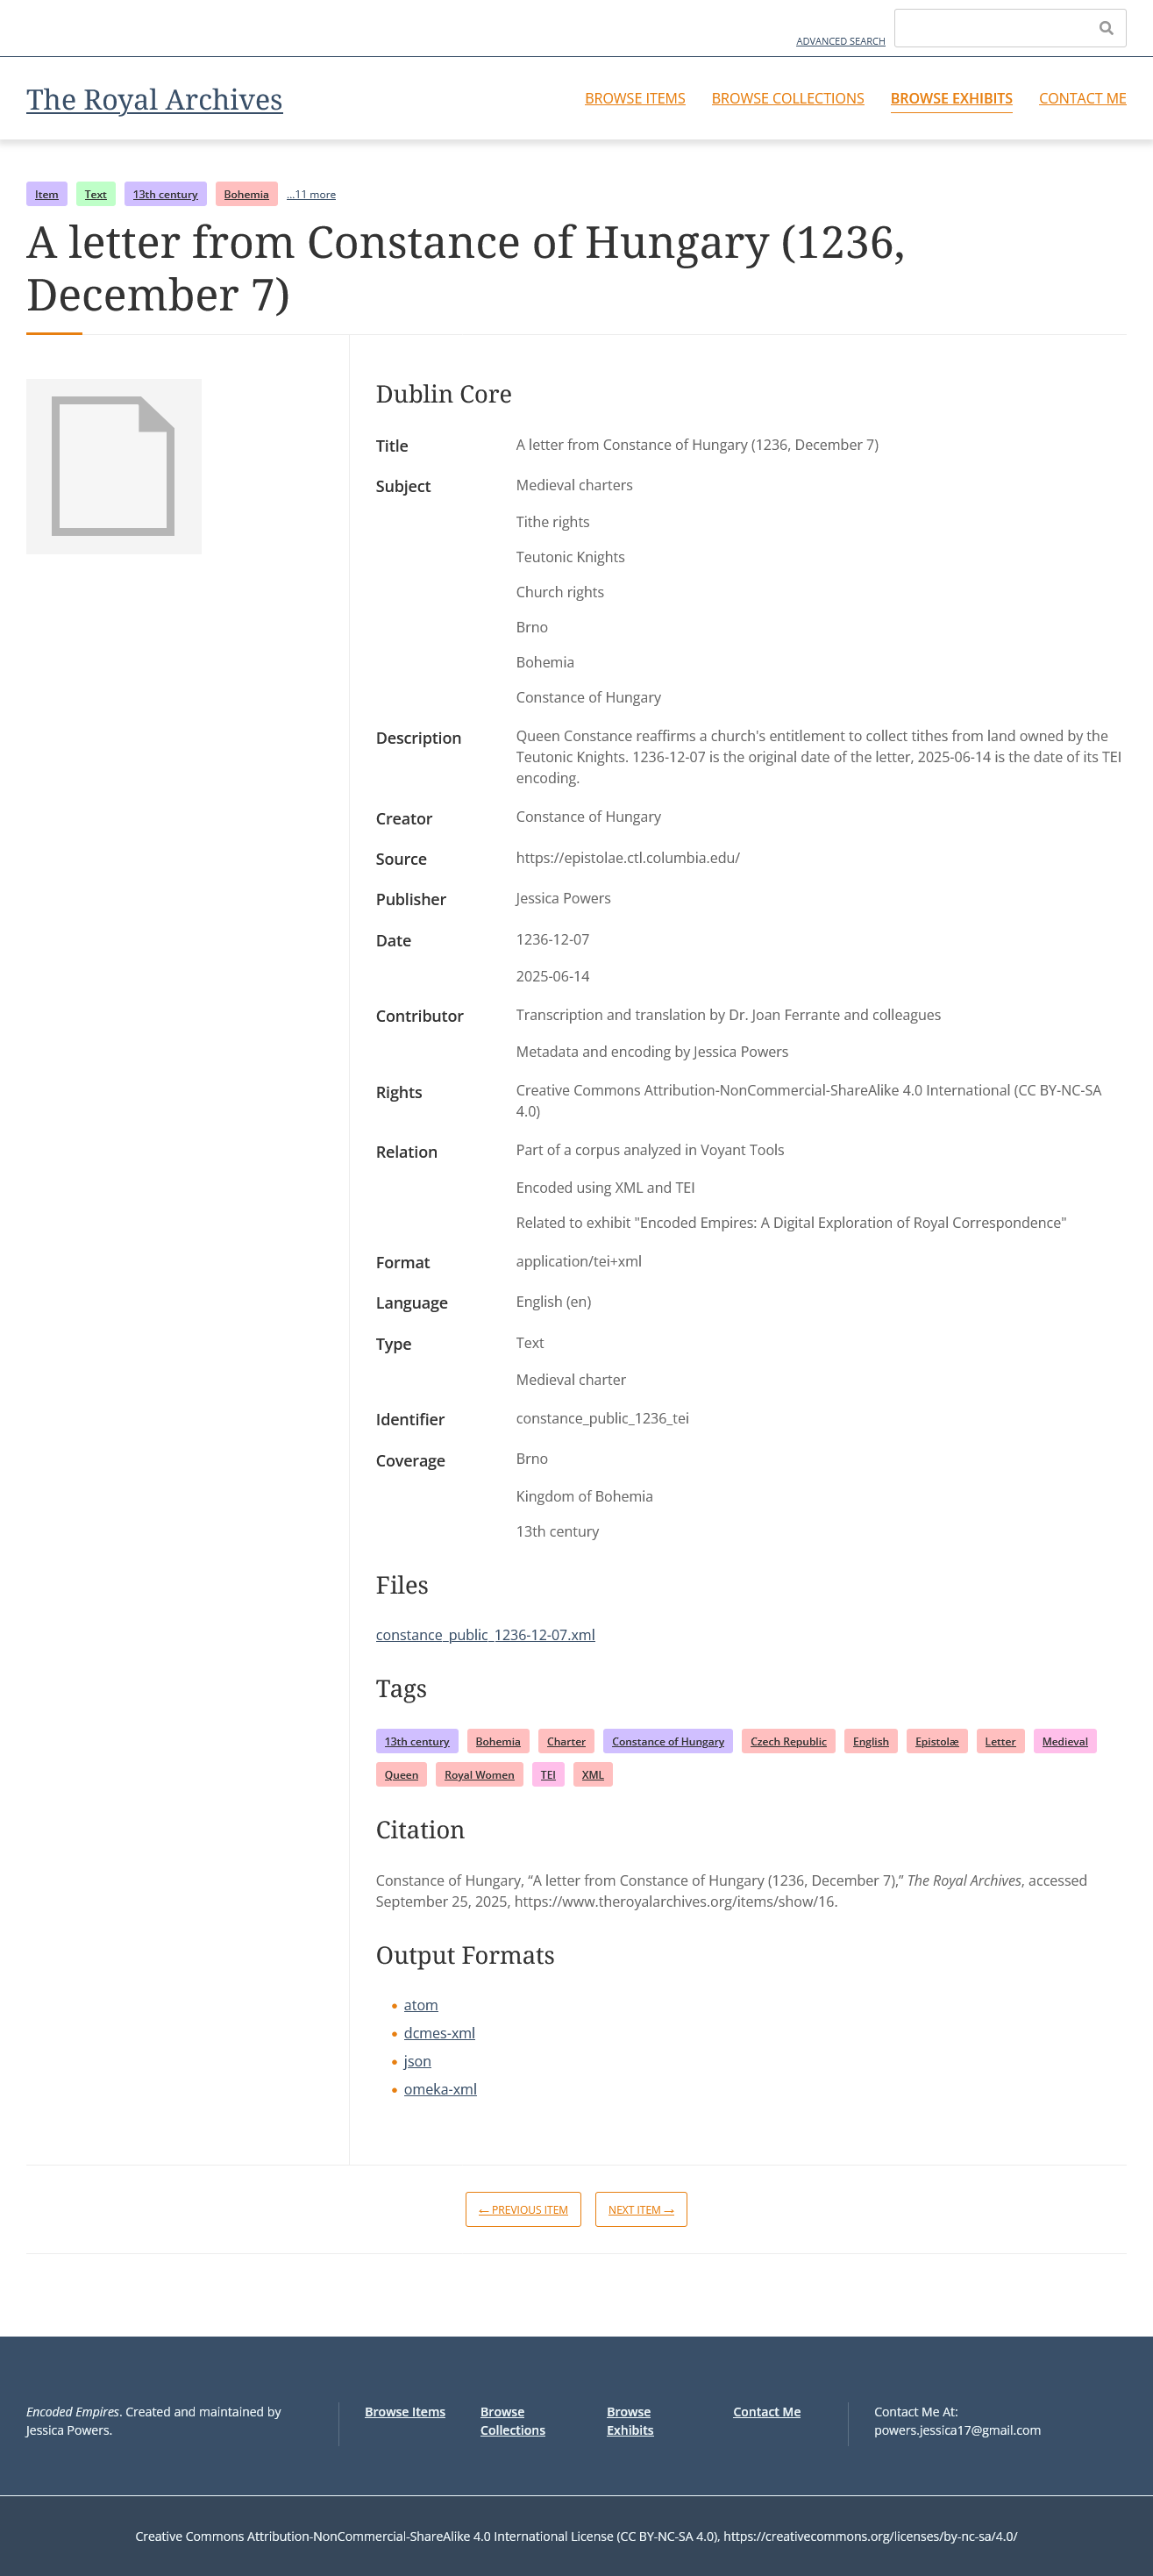 ADVANCED SEARCH
The Royal Archives
BROWSE ITEMS BROWSE COLLECTIONS BROWSE EXHIBITS CONTACT ME
Item Text 13th century Bohemia ...11 more
A letter from Constance of Hungary (1236,
December 7)
Dublin Core
Title A letter from Constance of Hungary (1236, December 7)
Subject Medieval charters
Tithe rights
Teutonic Knights
Church rights
Brno
Bohemia
Constance of Hungary
Description Queen Constance reaffirms a church's entitlement to collect tithes from land owned by the
Teutonic Knights. 1236-12-07 is the original date of the letter, 2025-06-14 is the date of its TEI
encoding.
Creator Constance of Hungary
Source https://epistolae.ctl.columbia.edu/
Publisher Jessica Powers
Date 1236-12-07
2025-06-14
Contributor Transcription and translation by Dr. Joan Ferrante and colleagues
Metadata and encoding by Jessica Powers
Rights Creative Commons Attribution-NonCommercial-ShareAlike 4.0 International (CC BY-NC-SA
4.0)
Relation Part of a corpus analyzed in Voyant Tools
Encoded using XML and TEI
Related to exhibit "Encoded Empires: A Digital Exploration of Royal Correspondence"
Format application/tei+xml
Language English (en)
Type Text
Medieval charter
Identifier constance_public_1236_tei
Coverage Brno
Kingdom of Bohemia
13th century
Files
constance_public_1236-12-07.xml
Tags
13th century Bohemia Charter Constance of Hungary Czech Republic English Epistolæ Letter Medieval
Queen Royal Women TEI XML
Citation
Constance of Hungary, “A letter from Constance of Hungary (1236, December 7),” The Royal Archives, accessed
September 25, 2025, https://www.theroyalarchives.org/items/show/16.
Output Formats
atom
dcmes-xml
json
omeka-xml
← PREVIOUS ITEM NEXT ITEM →
Encoded Empires. Created and maintained by
Jessica Powers.
Browse Items
Browse
Collections
Browse
Exhibits
Contact Me
Contact Me At:
powers.jessica17@gmail.com
Creative Commons Attribution-NonCommercial-ShareAlike 4.0 International License (CC BY-NC-SA 4.0), https://creativecommons.org/licenses/by-nc-sa/4.0/